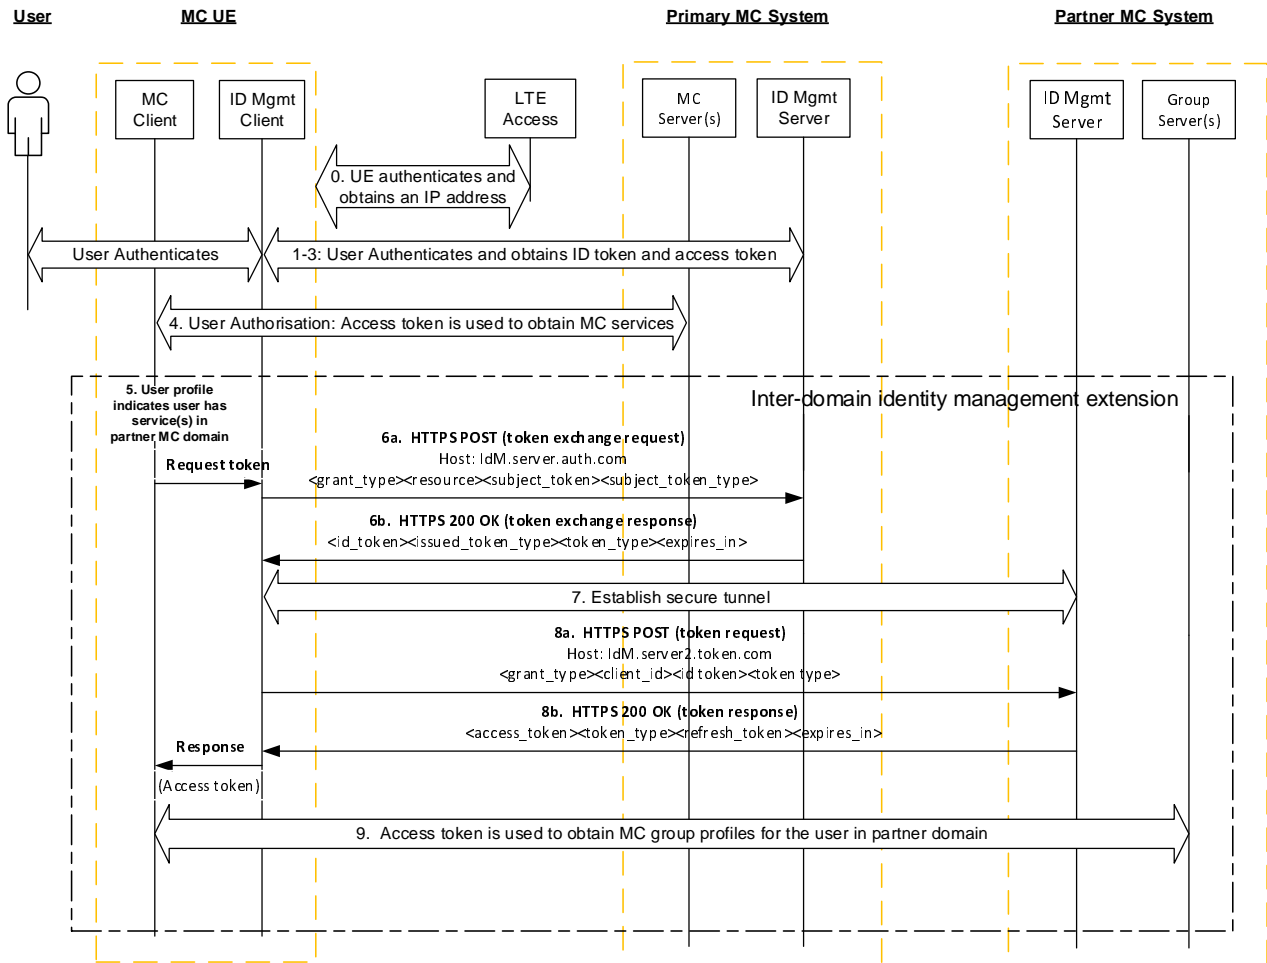 User
MC UE
Primary MC System
Partner MC System
MC
Client
ID Mgmt
Client
LTE
Access
MC
Server(s)
ID Mgmt
Server
ID Mgmt
Server
Group
Server(s)
0. UE authenticates and
obtains an IP address
User Authenticates
1-3: User Authenticates and obtains ID token and access token
4. User Authorisation: Access token is used to obtain MC services
5. User profile
indicates user has
service(s) in
partner MC domain
Inter-domain identity management extension
6a. HTTPS POST (token exchange request)
Host: IdM.server.auth.com
<grant_type><resource><subject_token><subject_token_type>
Request token
6b. HTTPS 200 OK (token exchange response)
<id_token><issued_token_type><token_type><expires_in>
7. Establish secure tunnel
8a. HTTPS POST (token request)
Host: IdM.server2.token.com
<grant_type><client_id><id token><token type>
8b. HTTPS 200 OK (token response)
<access_token><token_type><refresh_token><expires_in>
Response
(Access token)
9. Access token is used to obtain MC group profiles for the user in partner domain